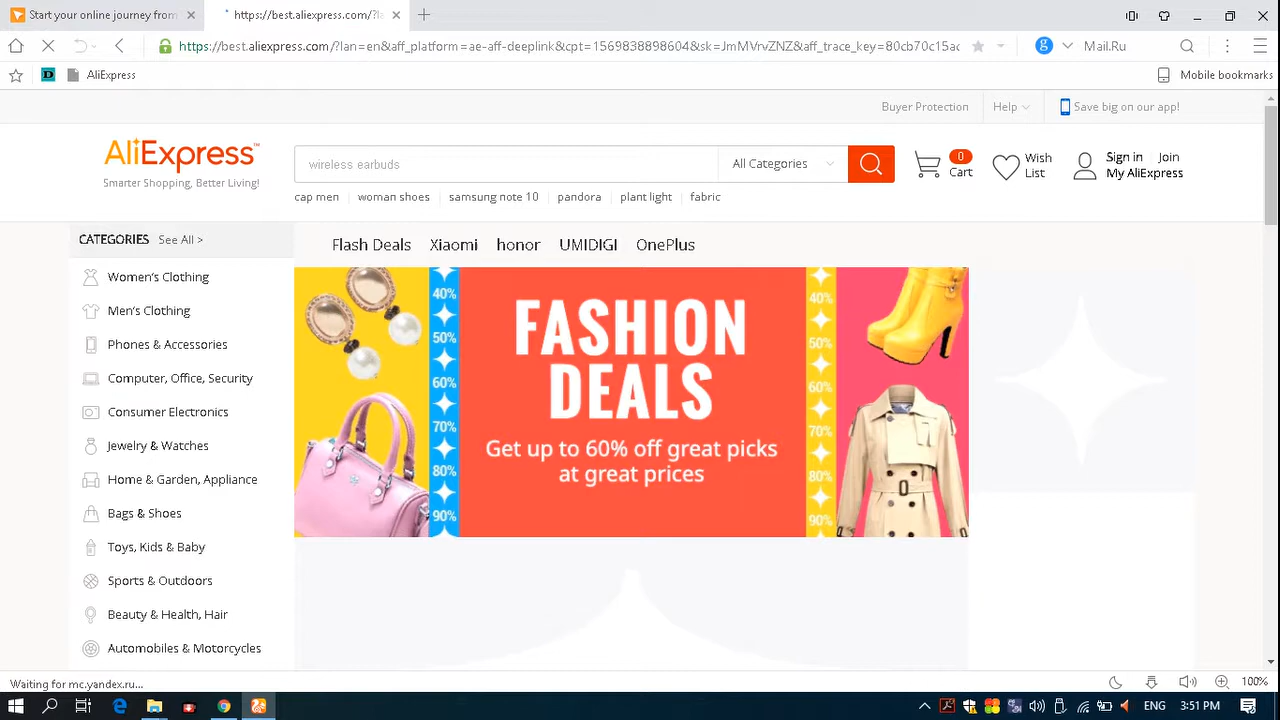 Start your online journey from
https://best.aliexpress.com/?l
https://best.aliexpress.com/?lan=en&aff_platform=ae-aff-deeplink&cpt=1569838898604&sk=JmMVrvZNZ&aff_trace_key=80cb70c15ac
g
Mail.Ru
D
AliExpress
Mobile bookmarks
Buyer Protection
Help
Save big on our app!
AliExpress™
Smarter Shopping, Better Living!
wireless earbuds
All Categories
0
Cart
Wish
List
Sign in
Join
My AliExpress
cap men
woman shoes
samsung note 10
pandora
plant light
fabric
CATEGORIES
See All >
Flash Deals
Xiaomi
honor
UMIDIGI
OnePlus
Women's Clothing
Men's Clothing
Phones & Accessories
Computer, Office, Security
Consumer Electronics
Jewelry & Watches
Home & Garden, Appliance
Bags & Shoes
Toys, Kids & Baby
Sports & Outdoors
Beauty & Health, Hair
Automobiles & Motorcycles
40%
50%
60%
70%
80%
90%
FASHION
DEALS
Get up to 60% off great picks
at great prices
40%
50%
60%
70%
80%
90%
Waiting for mc.yandex.ru...
100%
ENG
3:51 PM